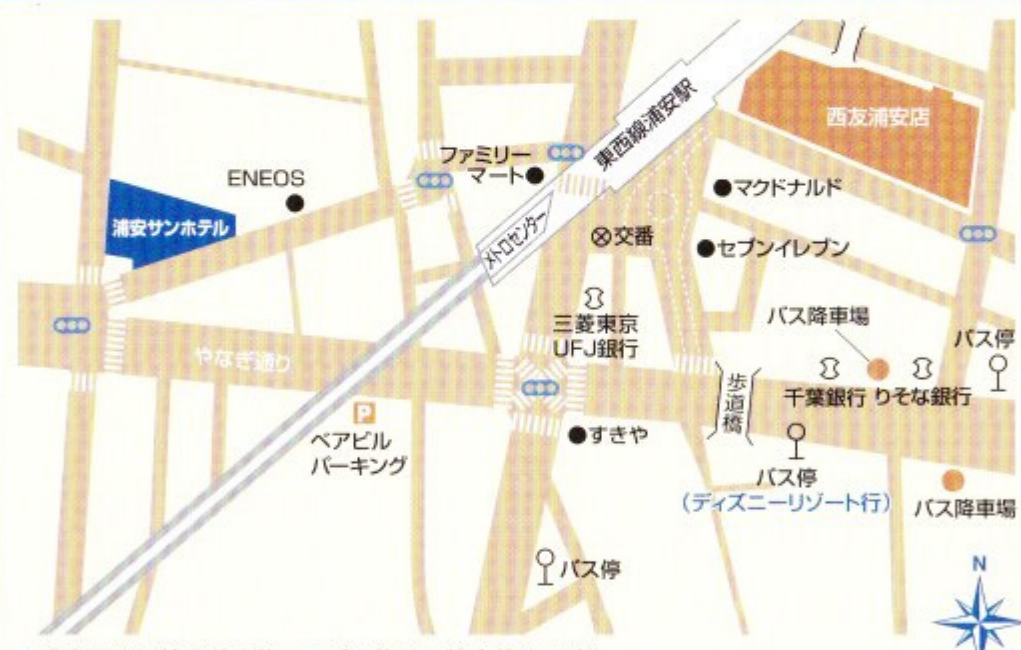 東西線浦安駅
西友浦安店
ファミリー
マート
ENEOS
マクドナルド
浦安サンホテル
メトロセンター
交番
セブンイレブン
三菱東京
UFJ銀行
バス降車場
バス停
やなぎ通り
歩道橋
千葉銀行
りそな銀行
P
ペアビル
パーキング
すきや
バス停
(ディズニーリゾート行)
バス降車場
バス停
N